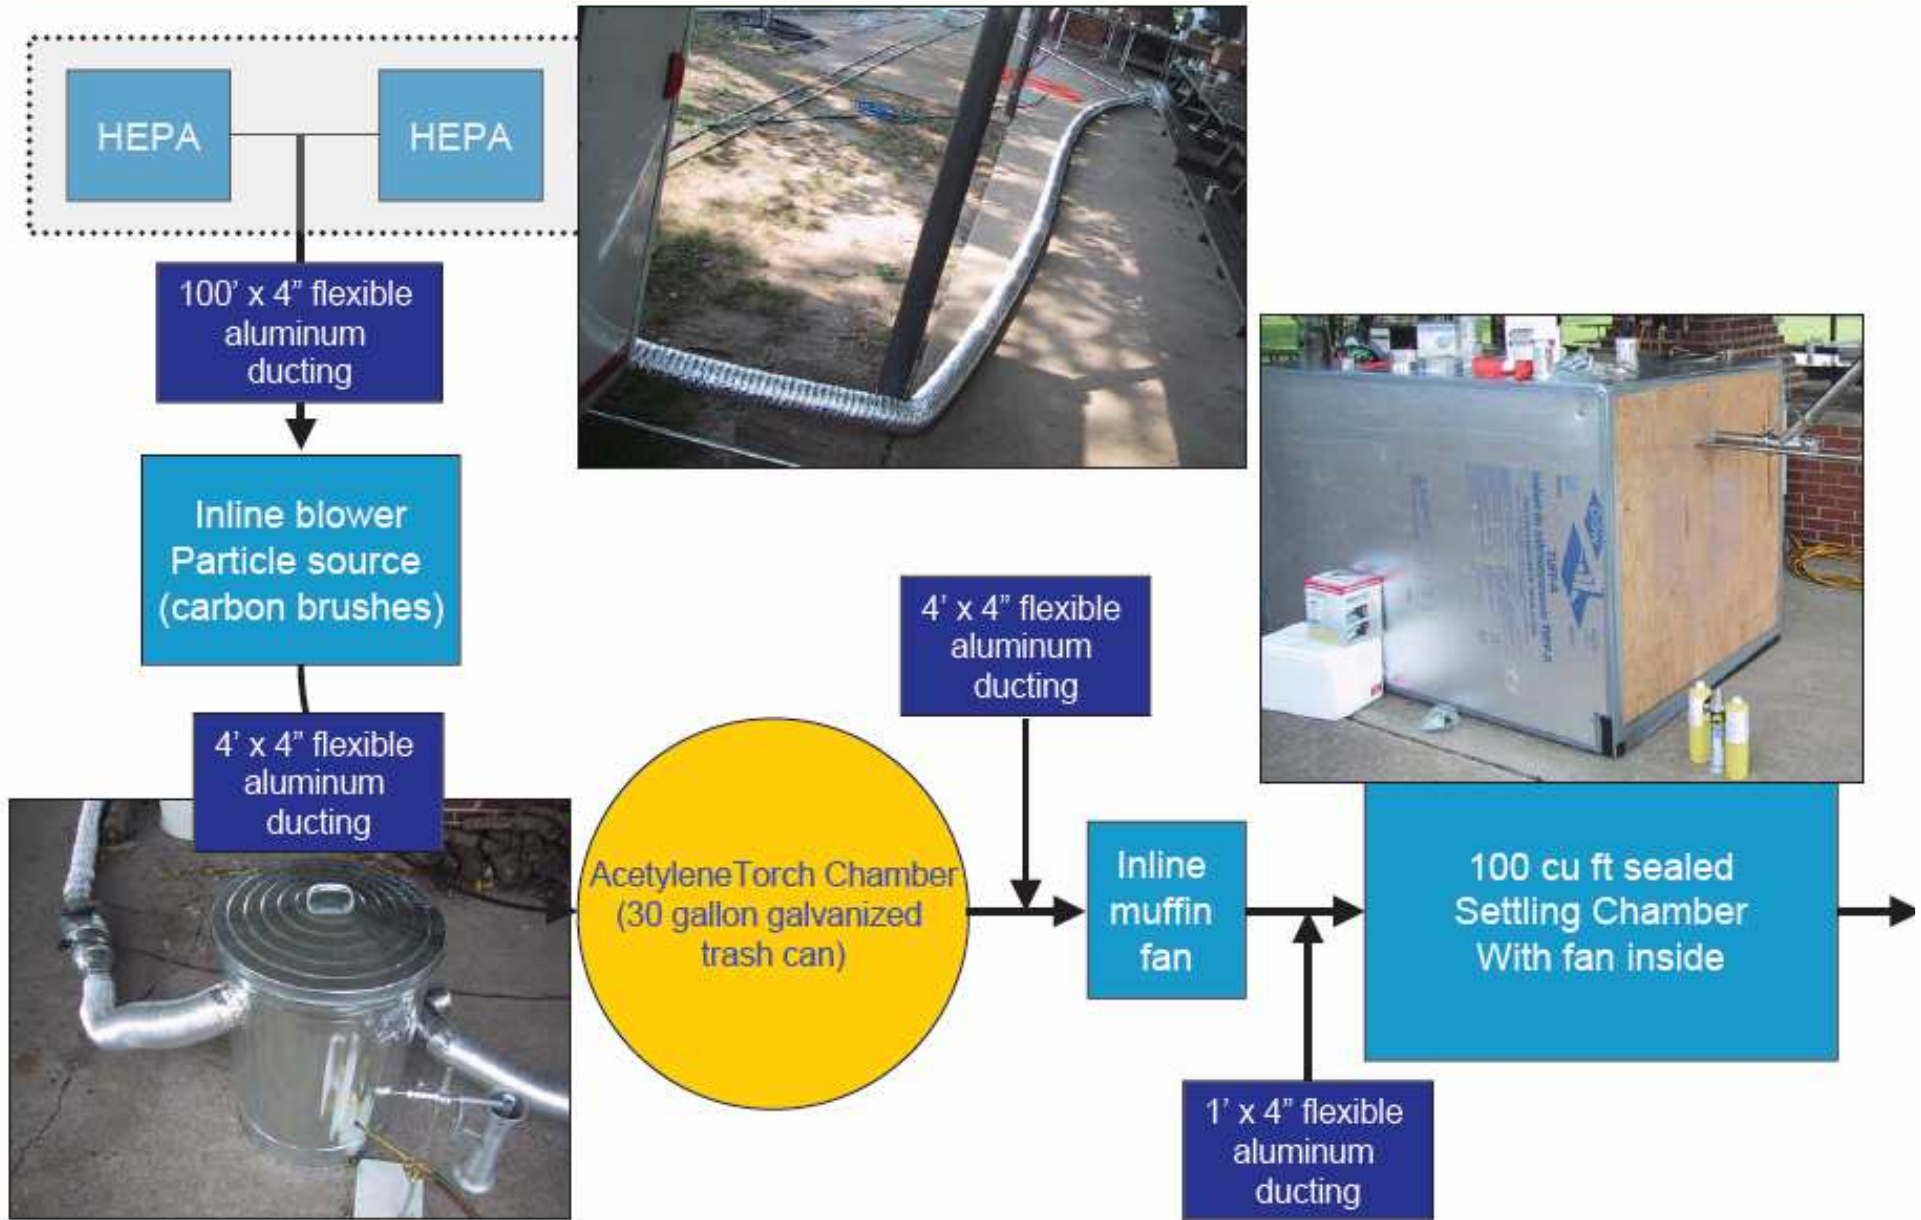 HEPA
HEPA
100' x 4" flexible
aluminum
ducting
Inline blower
Particle source
(carbon brushes)
4' x 4" flexible
aluminum
ducting
AcetyleneTorch Chamber
(30 gallon galvanized
trash can)
4' x 4" flexible
aluminum
ducting
Inline
muffin
fan
1' x 4" flexible
aluminum
ducting
100 cu ft sealed
Settling Chamber
With fan inside
TUFF-R